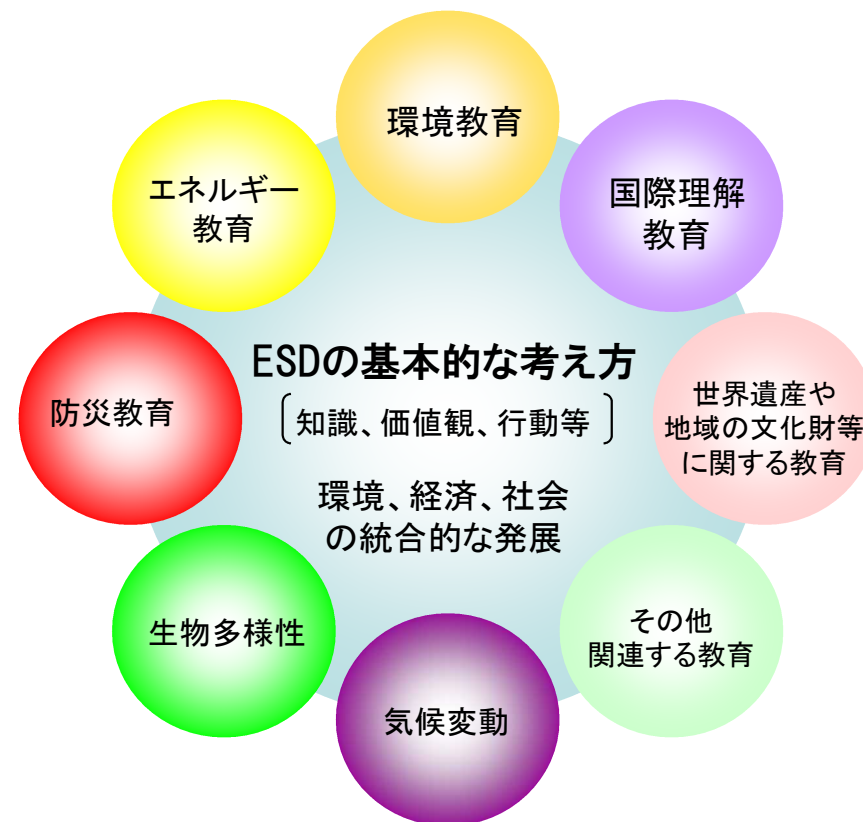 環境教育
国際理解
教育
世界遺産や
地域の文化財等
に関する教育
その他
関連する教育
気候変動
生物多様性
防災教育
エネルギー
教育
ESDの基本的な考え方
〔知識、価値観、行動等〕
環境、経済、社会
の統合的な発展